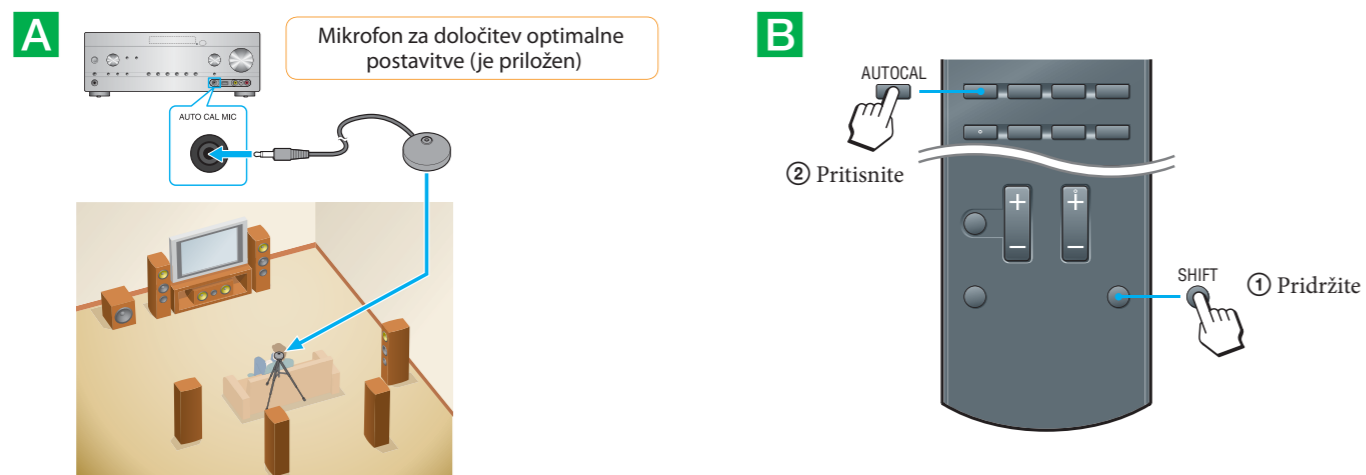 A
Mikrofon za določitev optimalne
postavitve (je priložen)
AUTO CAL MIC
B
AUTOCAL
② Pritisnite
+ +
– –
SHIFT
① Pridržite